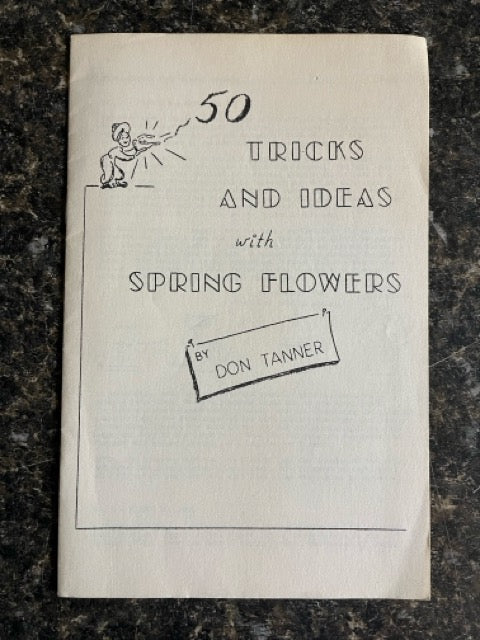 50
TRICKS
AND IDEAS
with
SPRING FLOWERS
BY
DON TANNER